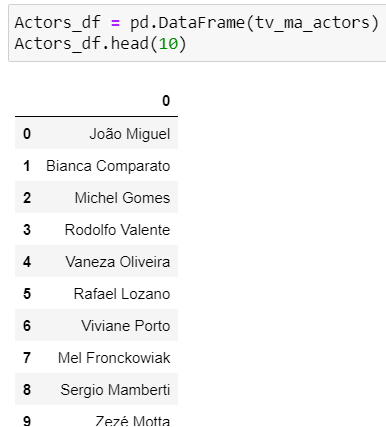 Actors_df = pd.DataFrame(tv_ma_actors)
Actors_df.head(10)
0
0 João Miguel
1 Bianca Comparato
2 Michel Gomes
3 Rodolfo Valente
4 Vaneza Oliveira
5 Rafael Lozano
6 Viviane Porto
7 Mel Fronckowiak
8 Sergio Mamberti
9 Zezé Motta